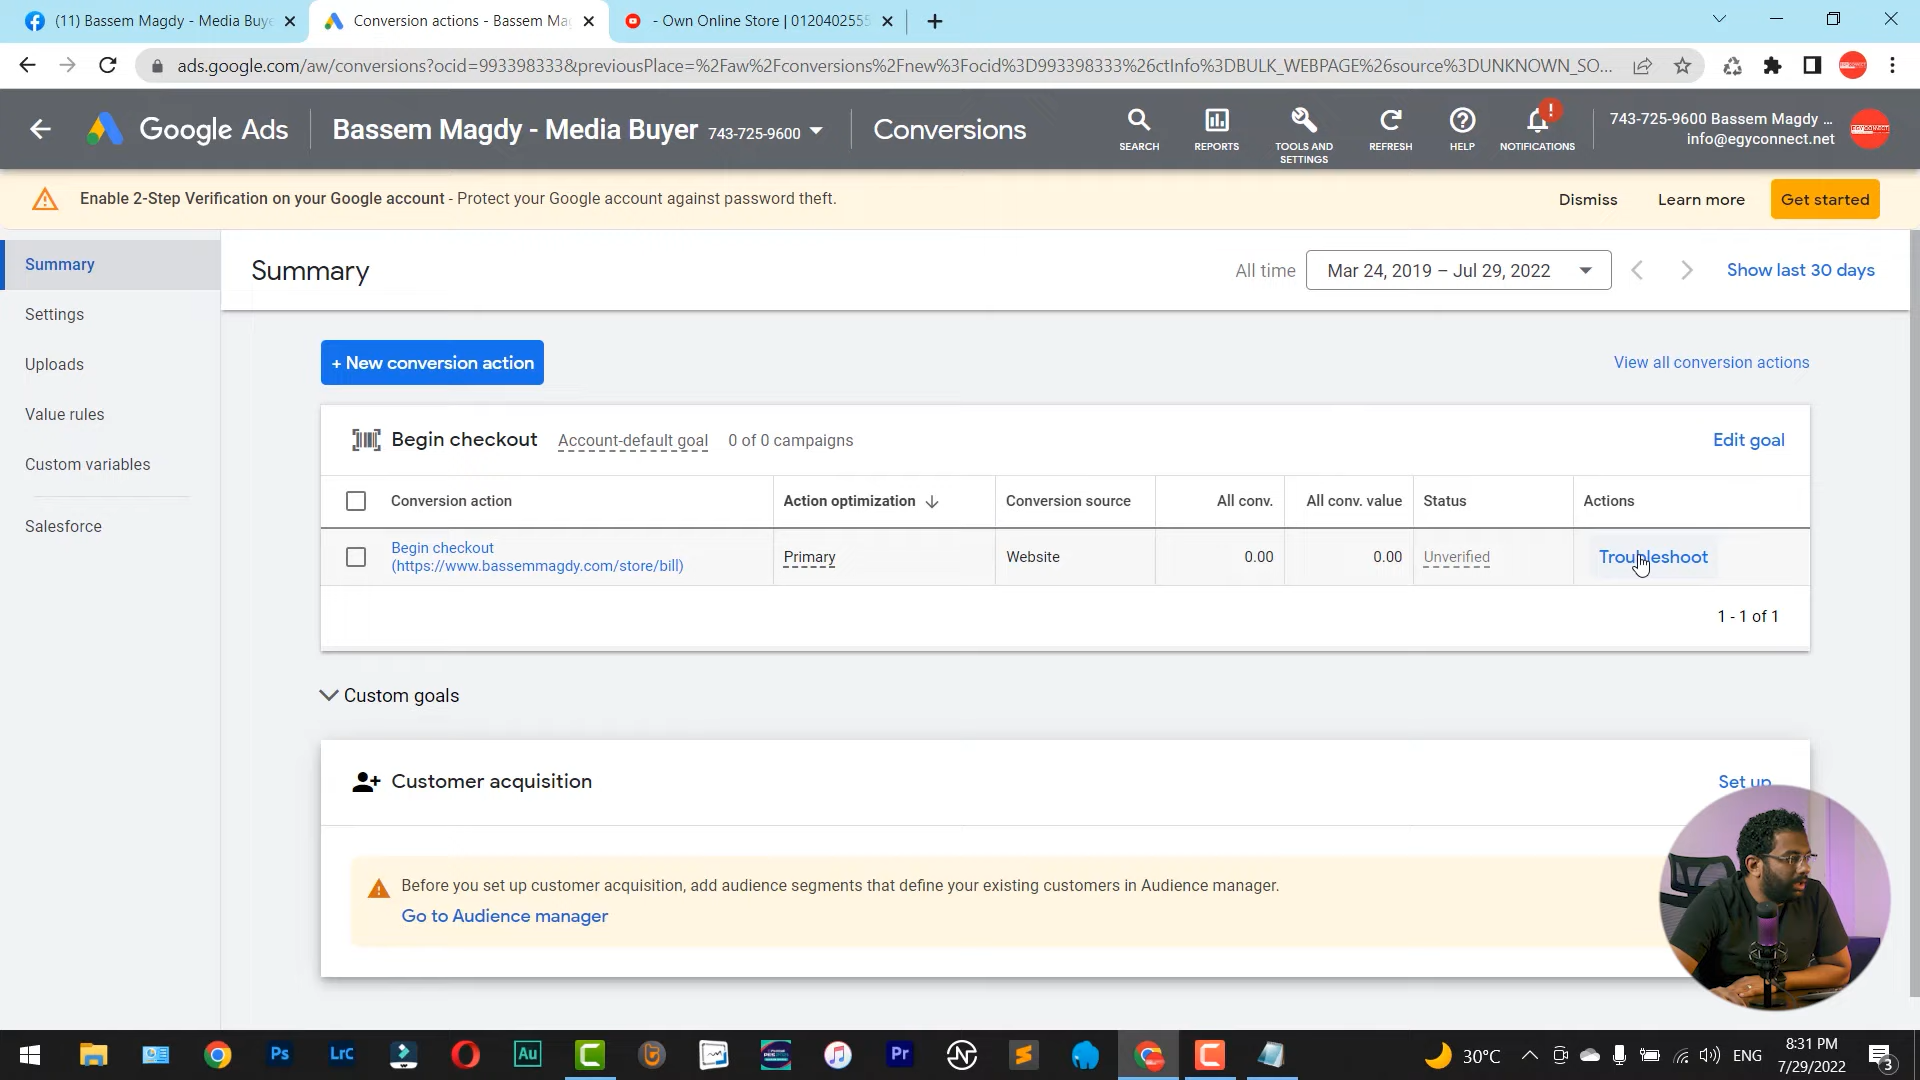 (11) Bassem Magdy - Media Buye
Conversion actions - Bassem Mag
- Own Online Store | 0120402555
ads.google.com/aw/conversions?ocid=993398333&previousPlace=%2Faw%2Fconversions%2Fnew%3Focid%3D993398333%26ctInfo%3DBULK_WEBPAGE%26source%3DUNKNOWN_SO...
Google Ads
Bassem Magdy - Media Buyer 743-725-9600
Conversions
SEARCH
REPORTS
TOOLS AND
SETTINGS
REFRESH
HELP
NOTIFICATIONS
743-725-9600 Bassem Magdy ...
info@egyconnect.net
Enable 2-Step Verification on your Google account - Protect your Google account against password theft.
Dismiss
Learn more
Get started
Summary
Settings
Uploads
Value rules
Custom variables
Salesforce
Summary
All time
Mar 24, 2019 – Jul 29, 2022
Show last 30 days
+ New conversion action
View all conversion actions
Begin checkout
Account-default goal
0 of 0 campaigns
Edit goal
Conversion action
Action optimization
Conversion source
All conv.
All conv. value
Status
Actions
Begin checkout
(https://www.bassemmagdy.com/store/bill)
Primary
Website
0.00
0.00
Unverified
Troubleshoot
1 - 1 of 1
Custom goals
Customer acquisition
Set up
Before you set up customer acquisition, add audience segments that define your existing customers in Audience manager.
Go to Audience manager
Ps
LrC
Au
Pr
30°C
ENG
8:31 PM
7/29/2022
3